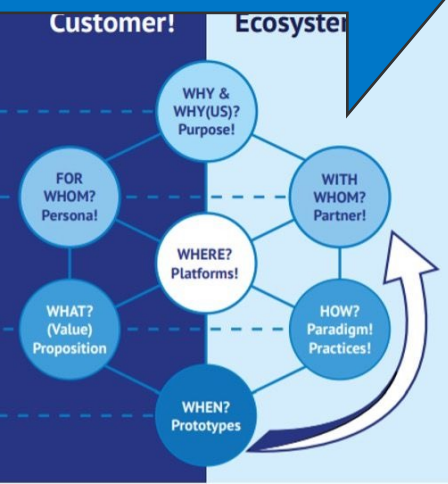 Customer!
Ecosyster
WHY &
WHY(US)?
Purpose!
FOR
WHOM?
Persona!
WITH
WHOM?
Partner!
WHERE?
Platforms!
WHAT?
(Value)
Proposition
HOW?
Paradigm!
Practices!
WHEN?
Prototypes